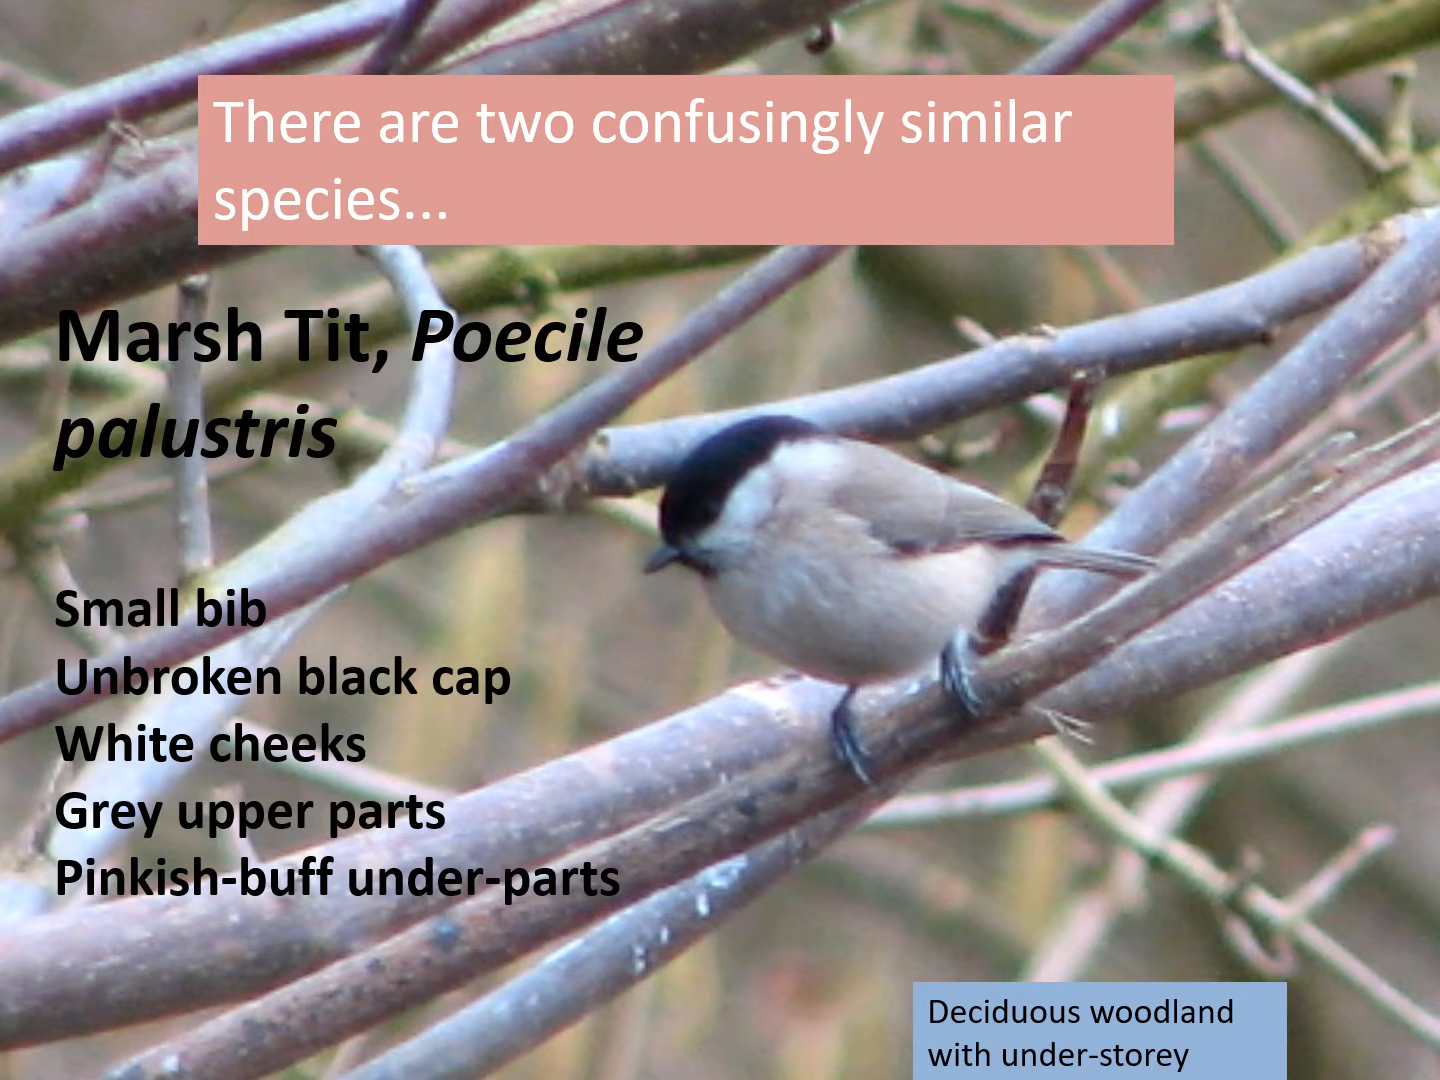 There are two confusingly similar
species...
Marsh Tit, Poecile
palustris
Small bib
Unbroken black cap
White cheeks
Grey upper parts
Pinkish-buff under-parts
Deciduous woodland
with under-storey